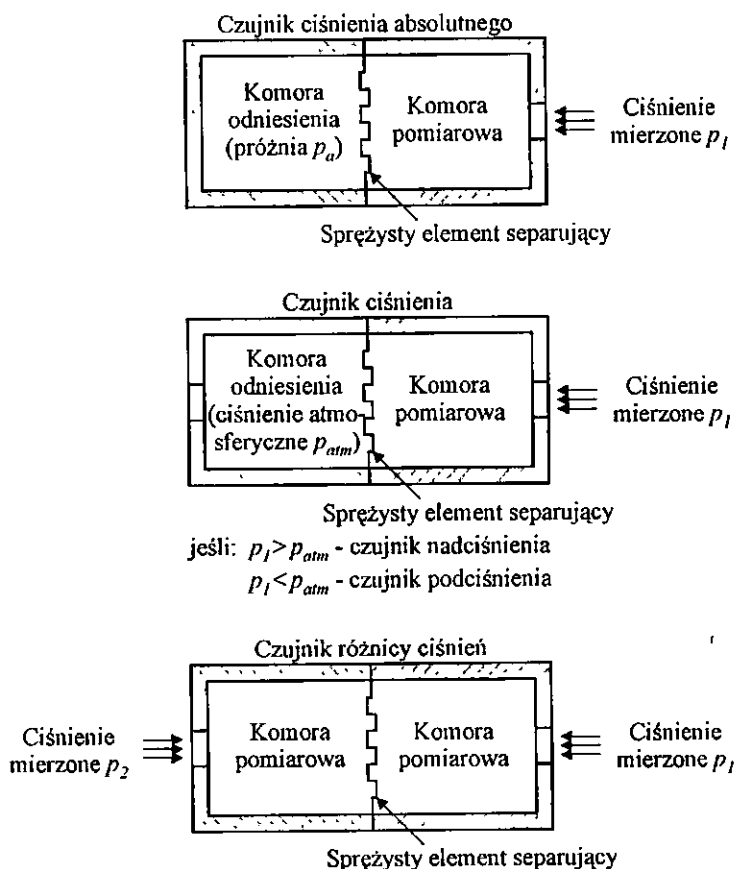 Czujnik ciśnienia absolutnego
Komora
odniesienia
(próżnia pa)
Komora
pomiarowa
Ciśnienie
mierzone p1
Sprężysty element separujący
Czujnik ciśnienia
Komora
odniesienia
(ciśnienie atmo-
sferyczne patm)
Komora
pomiarowa
Ciśnienie
mierzone p1
Sprężysty element separujący
jeśli: p1>patm - czujnik nadciśnienia
p1<patm - czujnik podciśnienia
Czujnik różnicy ciśnień
Ciśnienie
mierzone p2
Komora
pomiarowa
Komora
pomiarowa
Ciśnienie
mierzone p1
Sprężysty element separujący